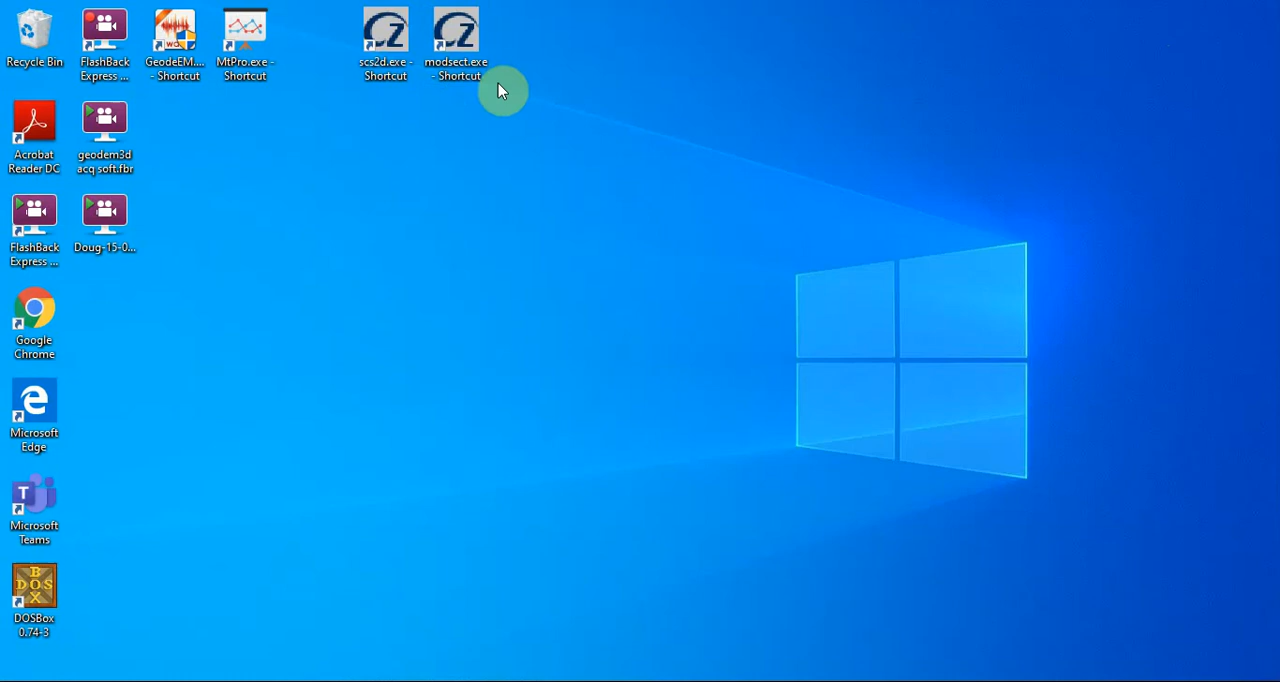 Recycle Bin
FlashBack
Express ...
GeodeEM....
- Shortcut
MtPro.exe -
Shortcut
scs2d.exe -
Shortcut
modsect.exe
- Shortcut
Acrobat
Reader DC
geodem3d
acq soft.fbr
FlashBack
Express ...
Doug-15-0...
Google
Chrome
Microsoft
Edge
Microsoft
Teams
DOSBox
0.74-3